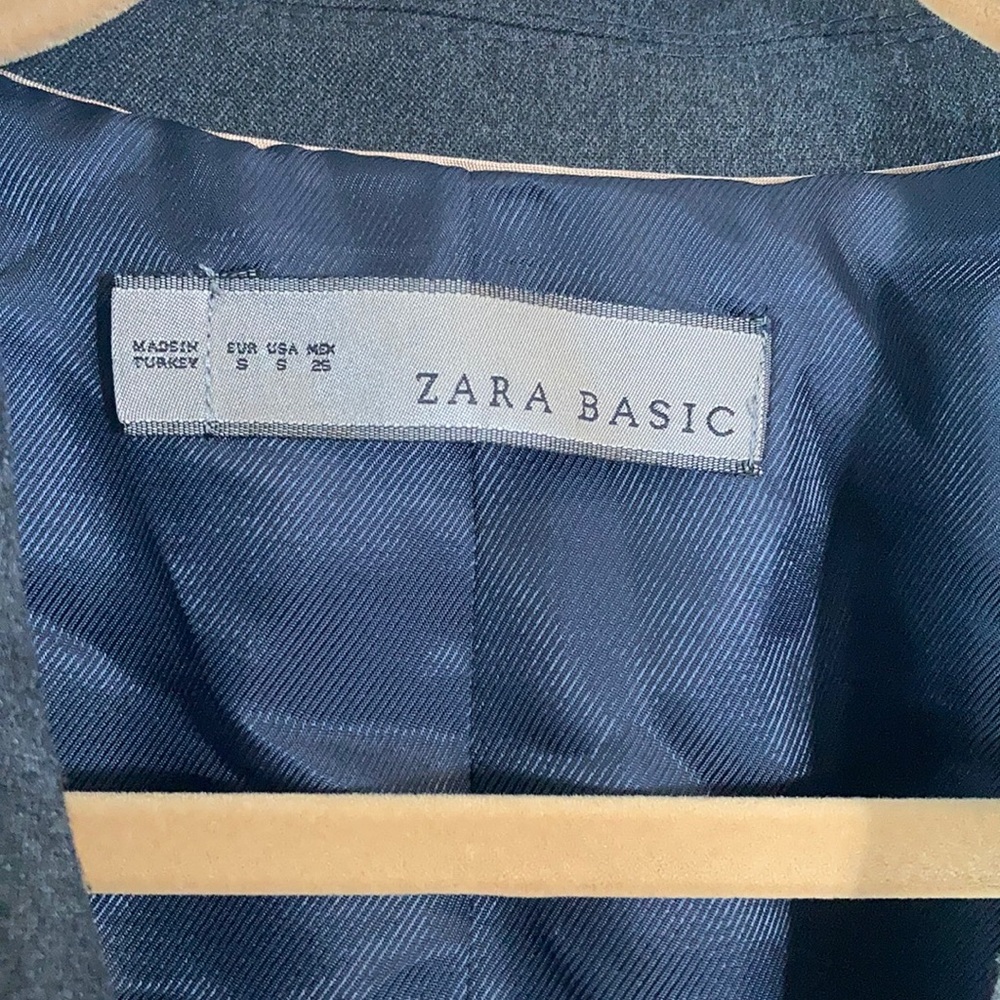 MADE IN
TURKEY
EUR USA MEX
S S 26
ZARA BASIC